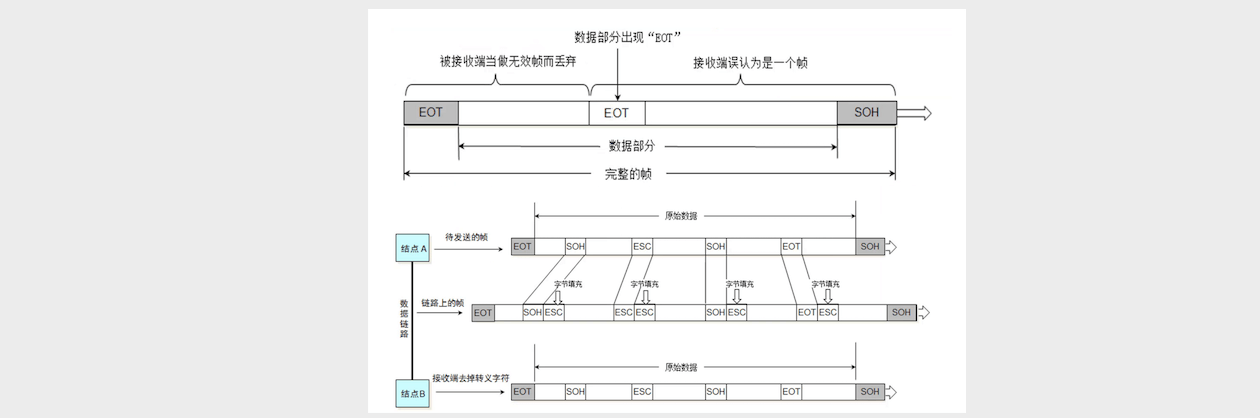 数据部分出现“EOT”
被接收端当做无效帧而丢弃
接收端误认为是一个帧
EOT
EOT
SOH
数据部分
完整的帧
原始数据
结点A
待发送的帧
EOT
SOH
ESC
SOH
EOT
SOH
字节填充
字节填充
字节填充
字节填充
数据链路
链路上的帧
EOT
SOH
ESC
ESC
ESC
SOH
ESC
EOT
ESC
SOH
原始数据
结点B
接收端去掉转义字符
EOT
SOH
ESC
SOH
EOT
SOH